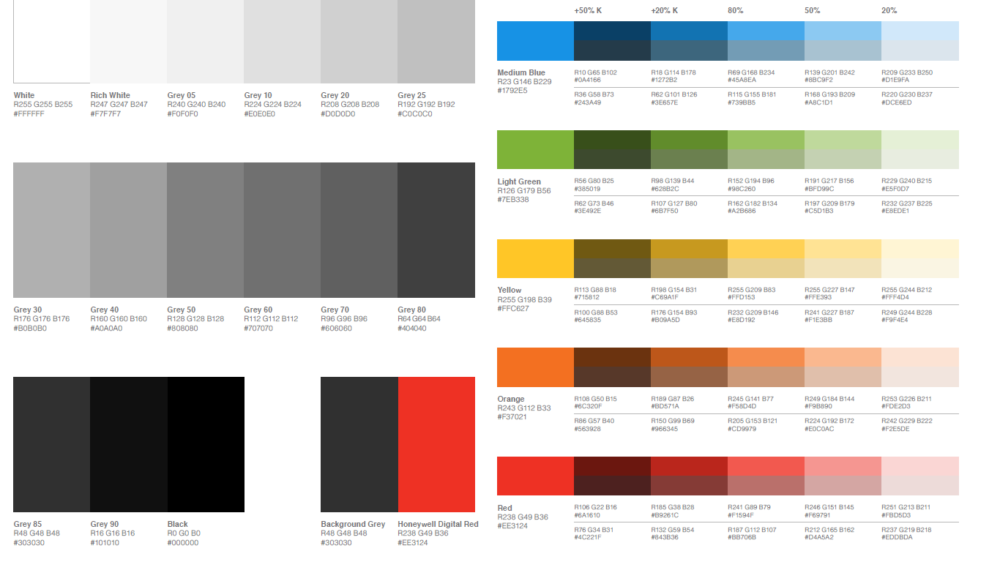 White
R255 G255 B255
#FFFFFF
Rich White
R247 G247 B247
#F7F7F7
Grey 05
R240 G240 B240
#F0F0F0
Grey 10
R224 G224 B224
#E0E0E0
Grey 20
R208 G208 B208
#D0D0D0
Grey 25
R192 G192 B192
#C0C0C0
Grey 30
R176 G176 B176
#B0B0B0
Grey 40
R160 G160 B160
#A0A0A0
Grey 50
R128 G128 B128
#808080
Grey 60
R112 G112 B112
#707070
Grey 70
R96 G96 B96
#606060
Grey 80
R64 G64 B64
#404040
Grey 85
R48 G48 B48
#303030
Grey 90
R16 G16 B16
#101010
Black
R0 G0 B0
#000000
Background Grey
R48 G48 B48
#303030
Honeywell Digital Red
R238 G49 B36
#EE3124
+50% K
+20% K
80%
50%
20%
Medium Blue
R23 G146 B229
#1792E5
R10 G65 B102
#0A4166
R18 G114 B178
#1272B2
R69 G168 B234
#45A8EA
R139 G201 B242
#8BC9F2
R209 G233 B250
#D1E9FA
R36 G58 B73
#243A49
R62 G101 B126
#3E657E
R115 G155 B181
#739BB5
R168 G193 B209
#A8C1D1
R220 G230 B237
#DCE6ED
Light Green
R126 G179 B56
#7EB338
R56 G80 B25
#385019
R98 G139 B44
#628B2C
R152 G194 B96
#98C260
R191 G217 B156
#BFD99C
R229 G240 B215
#E5F0D7
R62 G73 B46
#3E492E
R107 G127 B80
#6B7F50
R162 G182 B134
#A2B686
R197 G209 B179
#C5D1B3
R232 G237 B225
#E8EDE1
Yellow
R255 G198 B39
#FFC627
R113 G88 B18
#715812
R198 G154 B31
#C69A1F
R255 G209 B83
#FFD153
R255 G227 B147
#FFE393
R255 G244 B212
#FFF4D4
R100 G88 B53
#645835
R176 G154 B93
#B09A5D
R232 G209 B146
#E8D192
R241 G227 B187
#F1E3BB
R249 G244 B228
#F9F4E4
Orange
R243 G112 B33
#F37021
R108 G50 B15
#6C320F
R189 G87 B26
#BD571A
R245 G141 B77
#F58D4D
R249 G184 B144
#F9B890
R253 G226 B211
#FDE2D3
R86 G57 B40
#563928
R150 G99 B69
#966345
R205 G153 B121
#CD9979
R224 G192 B172
#E0C0AC
R242 G229 B222
#F2E5DE
Red
R238 G49 B36
#EE3124
R106 G22 B16
#6A1610
R185 G38 B28
#B9261C
R241 G89 B79
#F1594F
R246 G151 B145
#F69791
R251 G213 B211
#FBD5D3
R76 G34 B31
#4C221F
R132 G59 B54
#843B36
R187 G112 B107
#BB706B
R212 G165 B162
#D4A5A2
R237 G219 B218
#EDDBDA